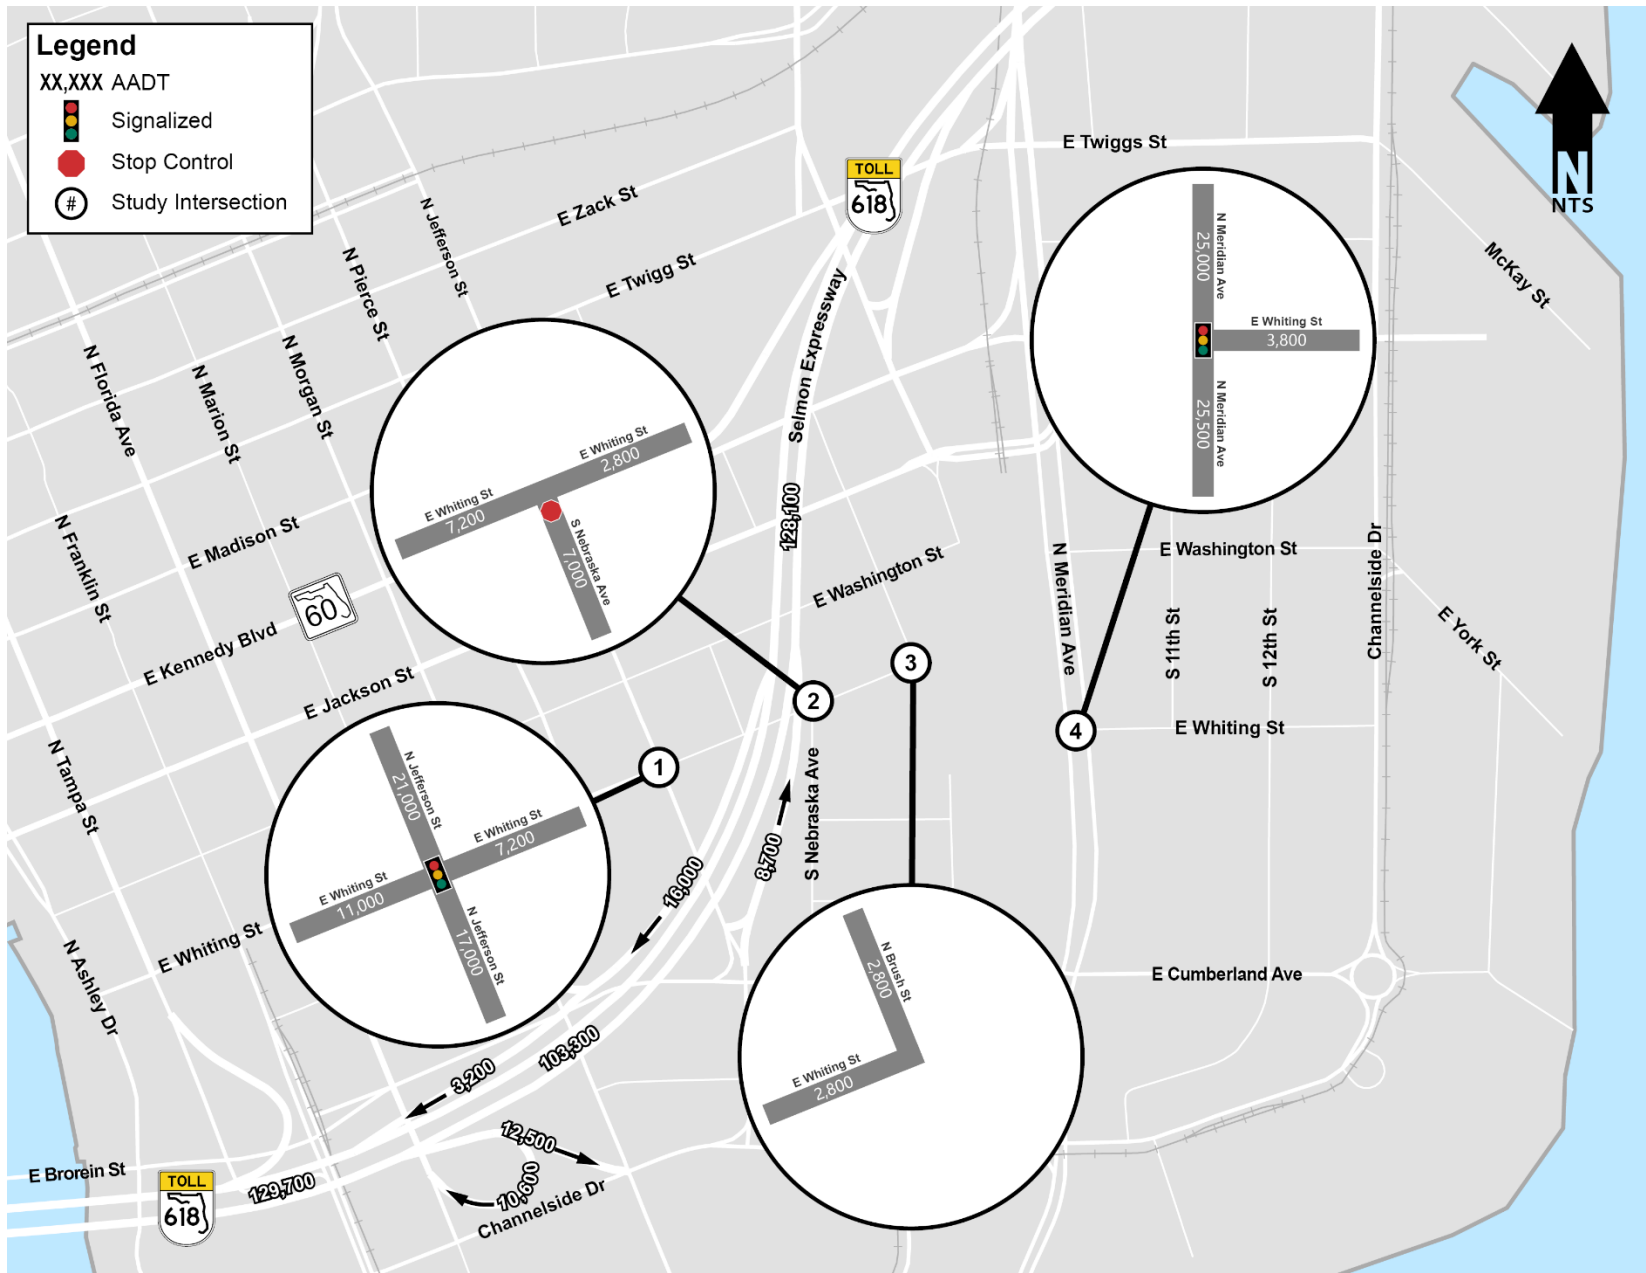 Legend
XX,XXX AADT
Signalized
Stop Control
# Study Intersection
N
NTS
TOLL
618
E Twiggs St
E Zack St
E Twigg St
N Jefferson St
N Pierce St
N Morgan St
N Marion St
N Florida Ave
N Franklin St
McKay St
Selmon Expressway
128,100
N Meridian Ave
25,000
E Whiting St
3,800
N Meridian Ave
25,500
E Whiting St
2,800
E Whiting St
7,200
S Nebraska Ave
7,000
E Madison St
60
E Kennedy Blvd
E Jackson St
E Washington St
E Washington St
N Meridian Ave
S 11th St
S 12th St
Channelside Dr
E York St
E Whiting St
1
2
3
4
N Tampa St
N Jefferson St
21,000
E Whiting St
7,200
E Whiting St
11,000
N Jefferson St
17,000
S Nebraska Ave
8,700
16,000
E Whiting St
N Ashley Dr
N Brush St
2,800
E Whiting St
2,800
E Cumberland Ave
103,300
3,200
12,500
10,600
Channelside Dr
E Brorein St
TOLL
618
129,700